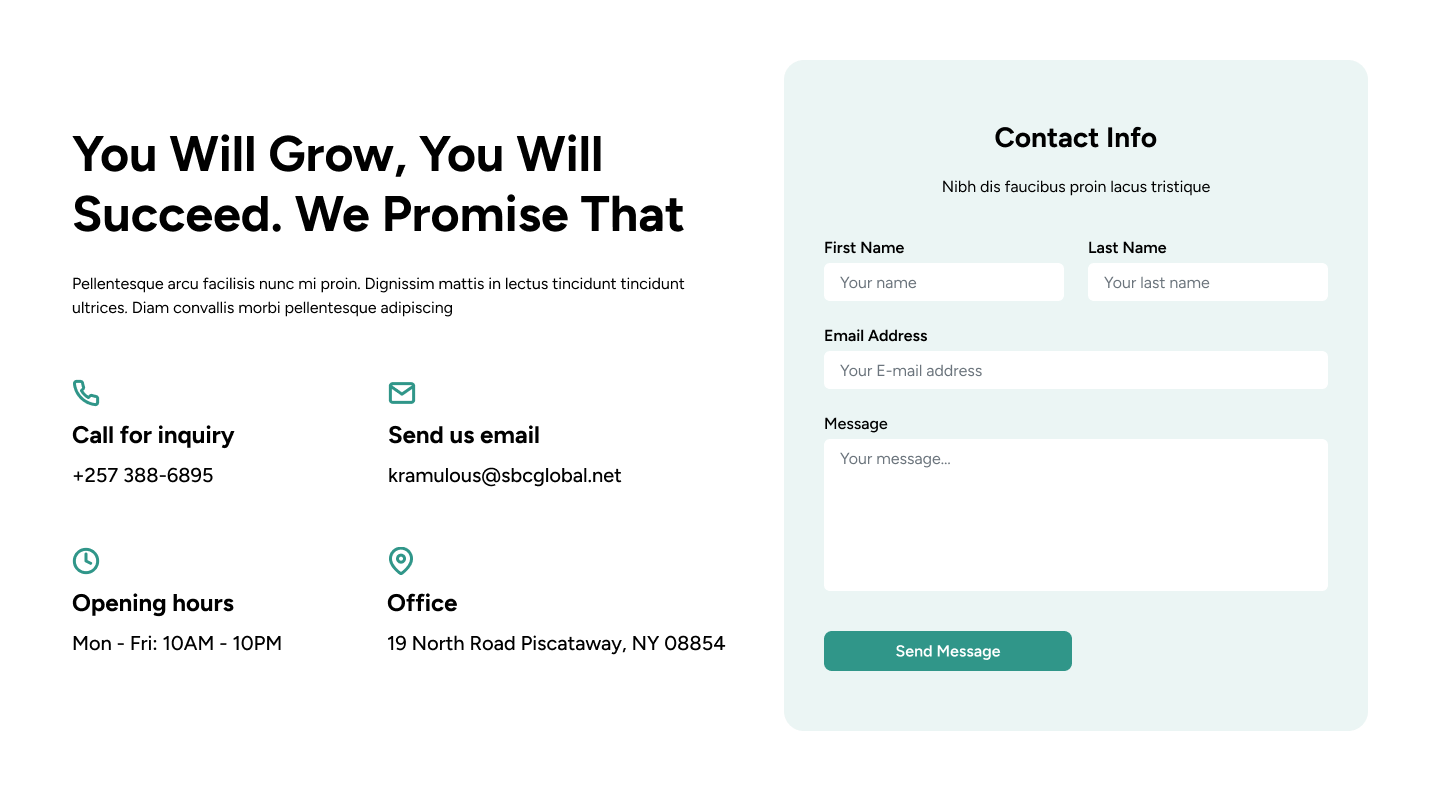 You Will Grow, You Will
Succeed. We Promise That
Pellentesque arcu facilisis nunc mi proin. Dignissim mattis in lectus tincidunt tincidunt
ultrices. Diam convallis morbi pellentesque adipiscing
Call for inquiry
+257 388-6895
Send us email
kramulous@sbcglobal.net
Opening hours
Mon - Fri: 10AM - 10PM
Office
19 North Road Piscataway, NY 08854
Contact Info
Nibh dis faucibus proin lacus tristique
First Name
Your name
Last Name
Your last name
Email Address
Your E-mail address
Message
Your message...
Send Message